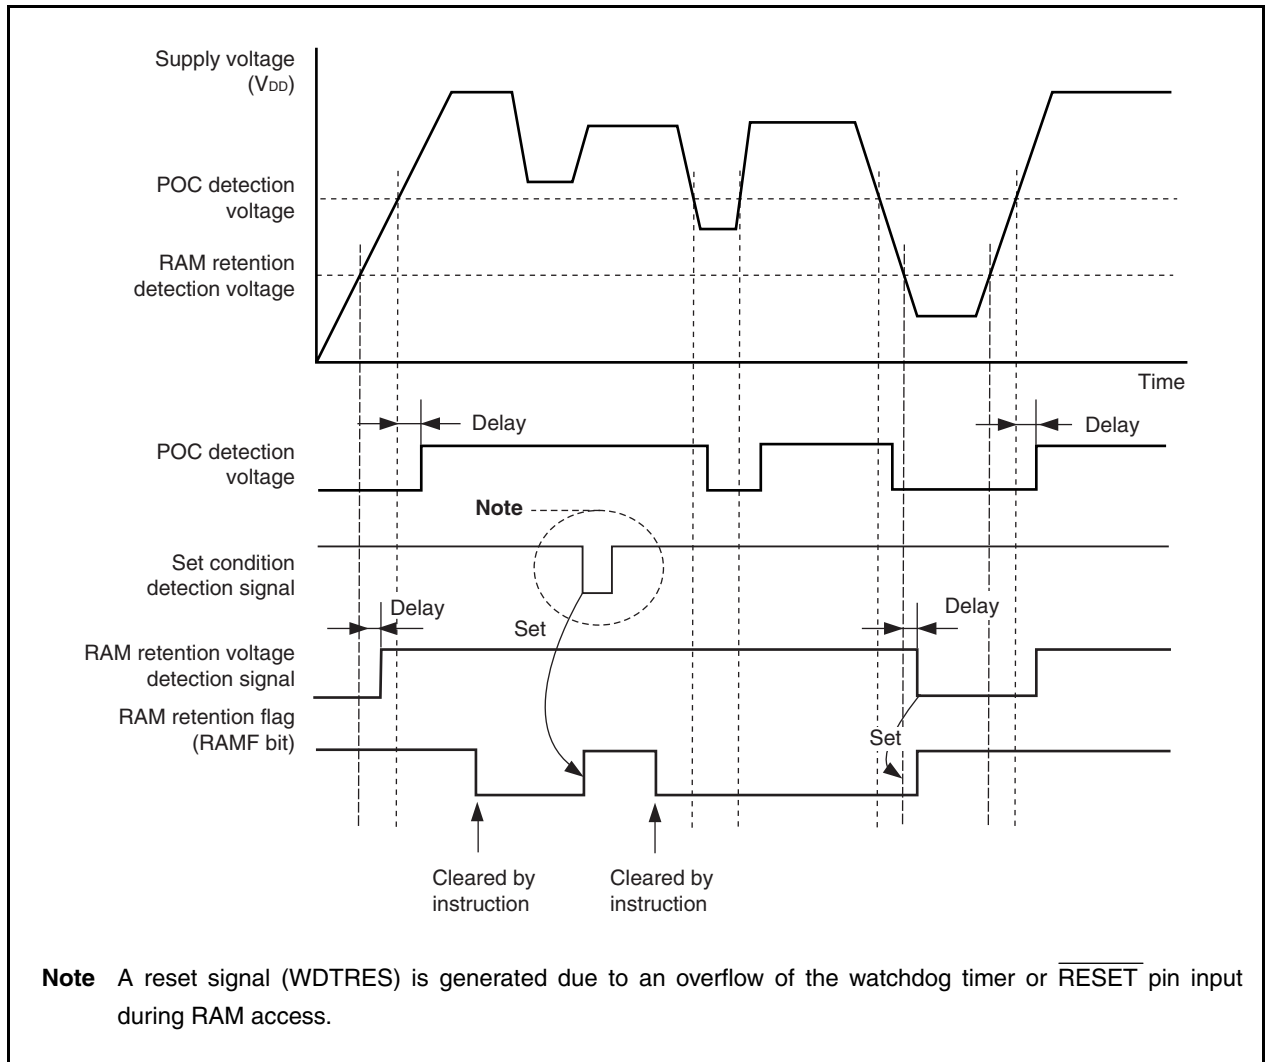 Supply voltage
(VDD)
POC detection
voltage
RAM retention
detection voltage
Time
Delay
Delay
POC detection
voltage
Note
Set condition
detection signal
Delay
Delay
Set
RAM retention voltage
detection signal
RAM retention flag
(RAMF bit)
Set
Cleared by
instruction
Cleared by
instruction
Note A reset signal (WDTRES) is generated due to an overflow of the watchdog timer or RESET pin input
during RAM access.